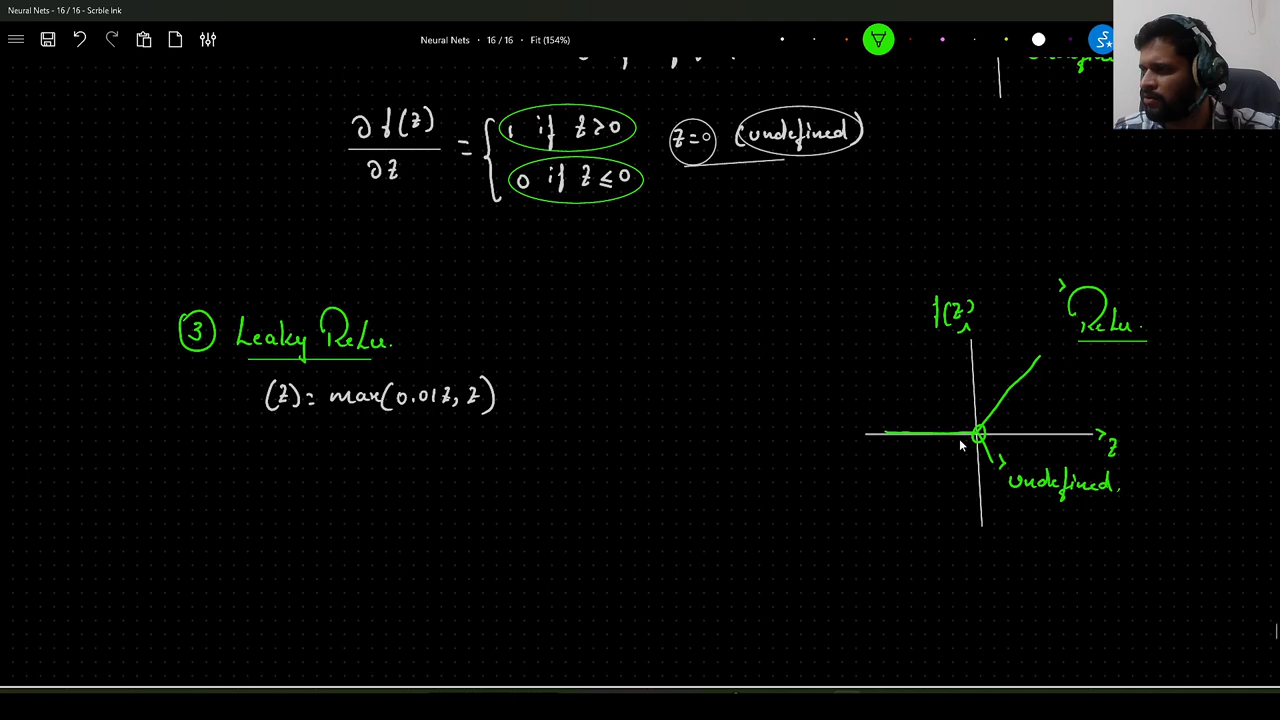 Neural Nets - 16 / 16 - Scrble Ink
Neural Nets • 16 / 16 • Fit (154%)
∂f(z)
∂z
=
{
1 if z > 0
0 if z ≤ 0
z = 0 (undefined)
③ Leaky ReLu.
(z) = max(0.01z, z)
f(z)
ReLu.
z
undefined.